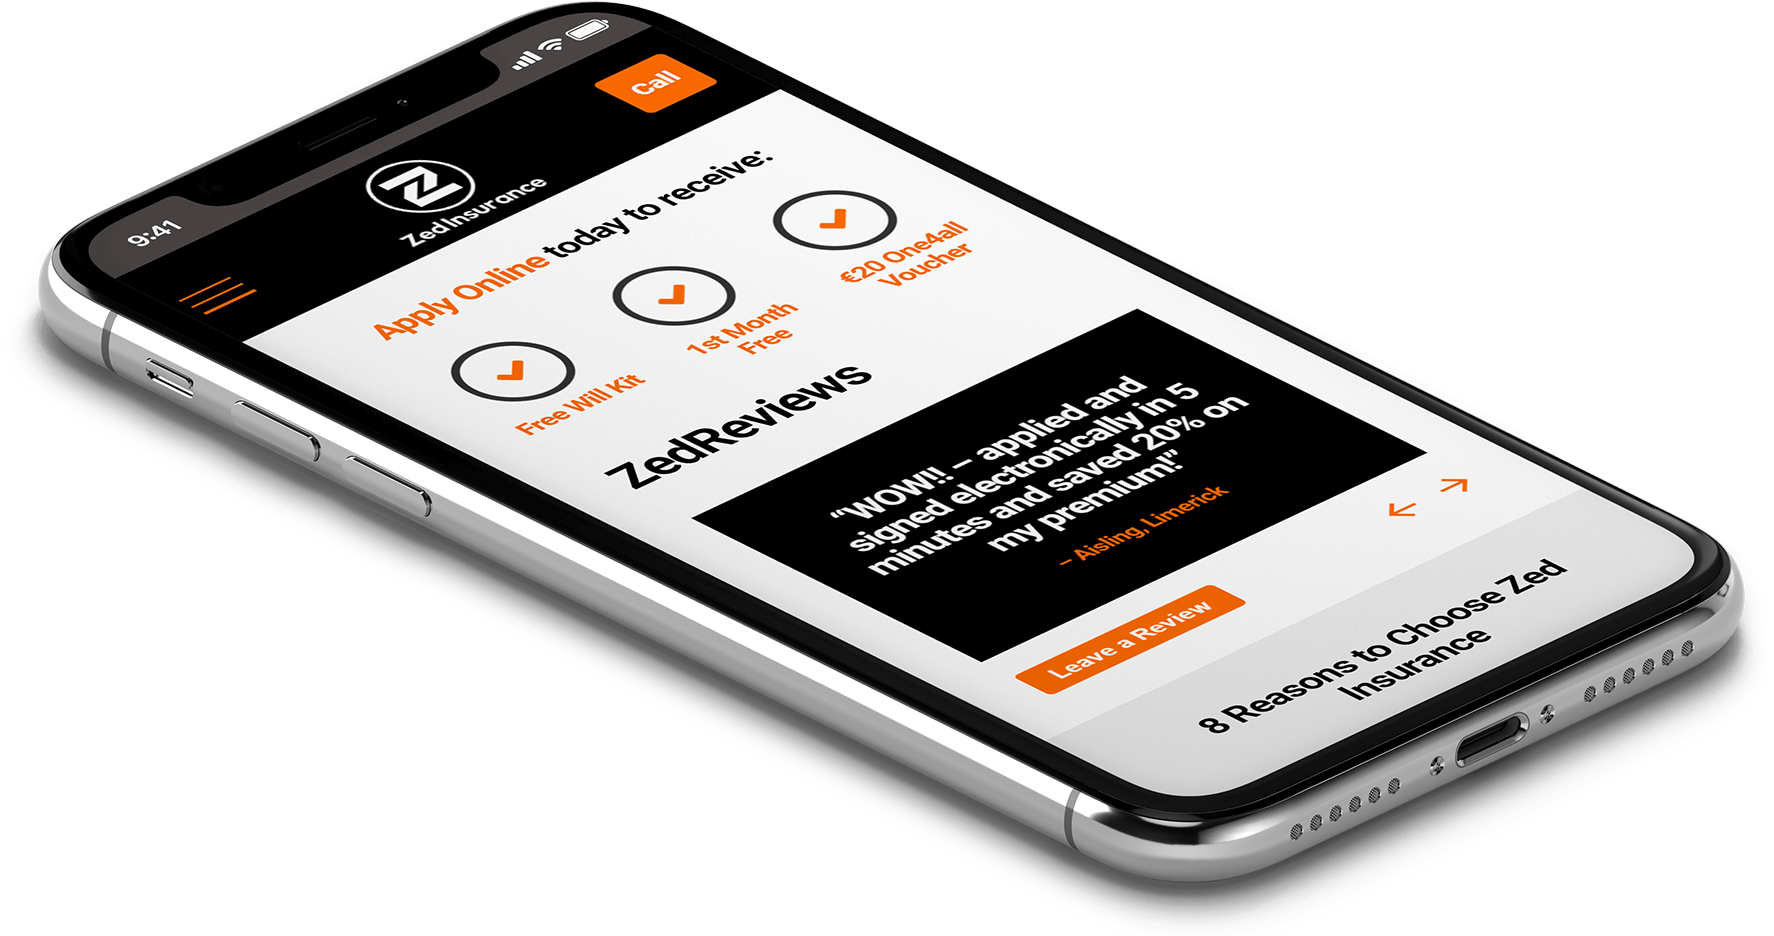 9:41
Call
Z
ZedInsurance
Apply Online today to receive:
Free Will Kit
1st Month
Free
€20 One4all
Voucher
ZedReviews
“WOW!! – applied and
signed electronically in 5
minutes and saved 20% on
my premium!”
– Aisling, Limerick
Leave a Review
8 Reasons to Choose Zed
Insurance